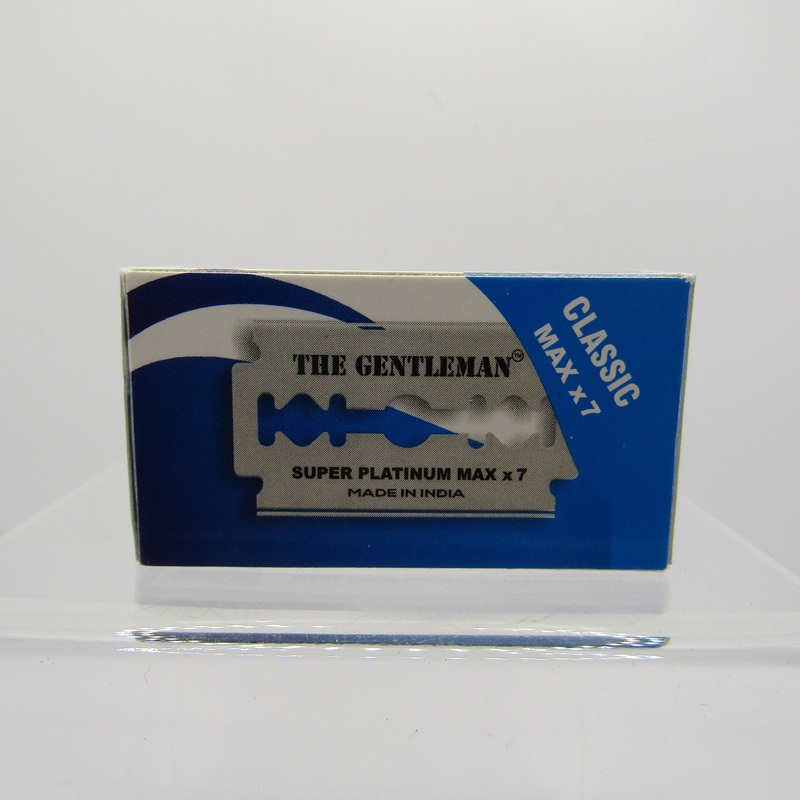 THE GENTLEMAN™
SUPER PLATINUM MAX x 7
MADE IN INDIA
CLASSIC
MAX x 7